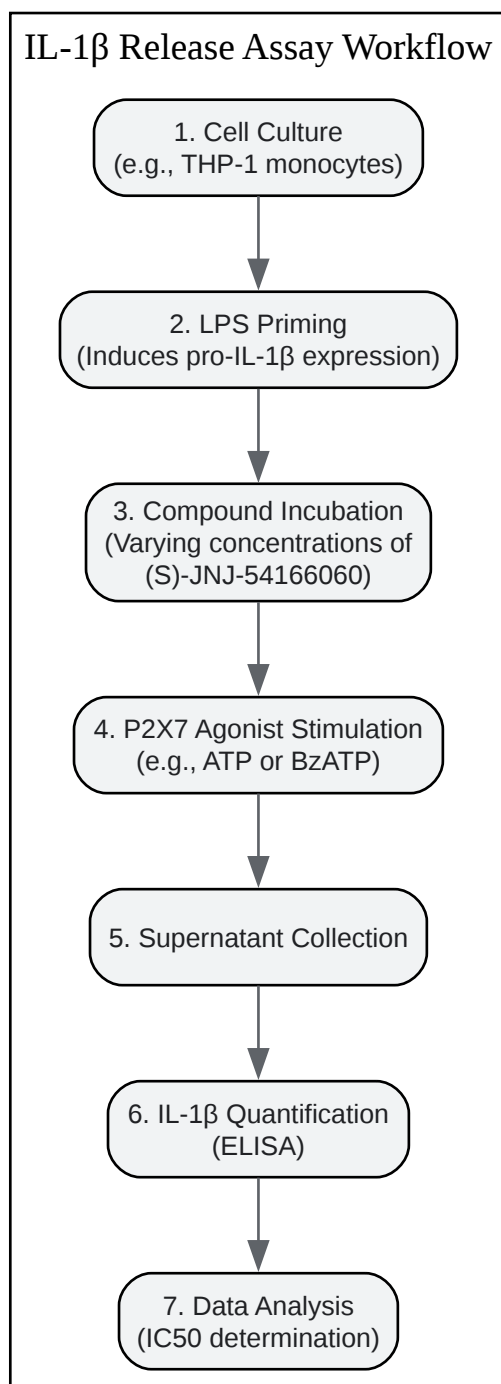 IL-1β Release Assay Workflow
1. Cell Culture
(e.g., THP-1 monocytes)
2. LPS Priming
(Induces pro-IL-1β expression)
3. Compound Incubation
(Varying concentrations of
(S)-JNJ-54166060)
4. P2X7 Agonist Stimulation
(e.g., ATP or BzATP)
5. Supernatant Collection
6. IL-1β Quantification
(ELISA)
7. Data Analysis
(IC50 determination)